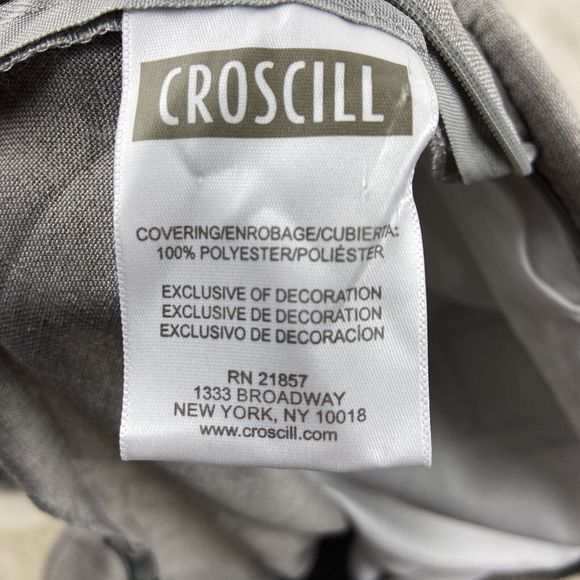 CROSCILL
COVERING/ENROBAGE/CUBIERTA:
100% POLYESTER/POLIÉSTER
EXCLUSIVE OF DECORATION
EXCLUSIVE DE DECORATION
EXCLUSIVO DE DECORACÍON
RN 21857
1333 BROADWAY
NEW YORK, NY 10018
www.croscill.com